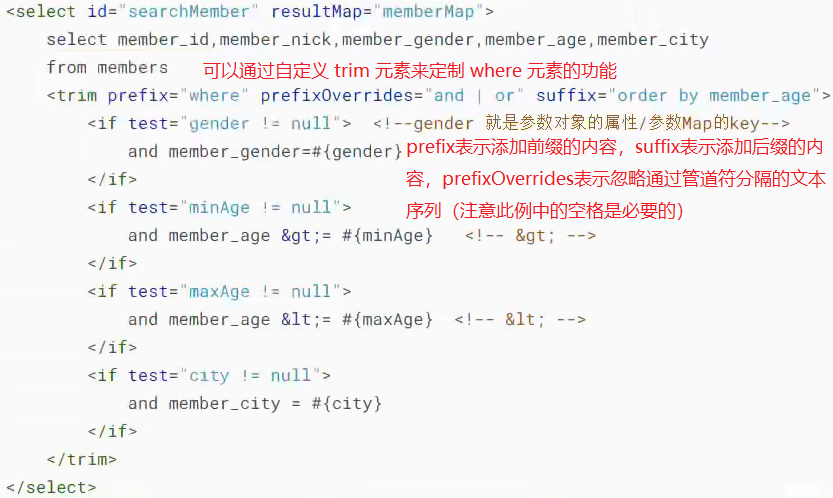 <select id="searchMember" resultMap="memberMap">
select member_id,member_nick,member_gender,member_age,member_city
from members 可以通过自定义 trim 元素来定制 where 元素的功能
<trim prefix="where" prefixOverrides="and | or" suffix="order by member_age">
<if test="gender != null"> <!--gender 就是参数对象的属性/参数Map的key-->
and member_gender=#{gender} prefix表示添加前缀的内容，suffix表示添加后缀的内
</if> 容，prefixOverrides表示忽略通过管道符分隔的文本
<if test="minAge != null"> 序列（注意此例中的空格是必要的）
and member_age &gt;= #{minAge} <!-- &gt; -->
</if>
<if test="maxAge != null">
and member_age &lt;= #{maxAge} <!-- &lt; -->
</if>
<if test="city != null">
and member_city = #{city}
</if>
</trim>
</select>